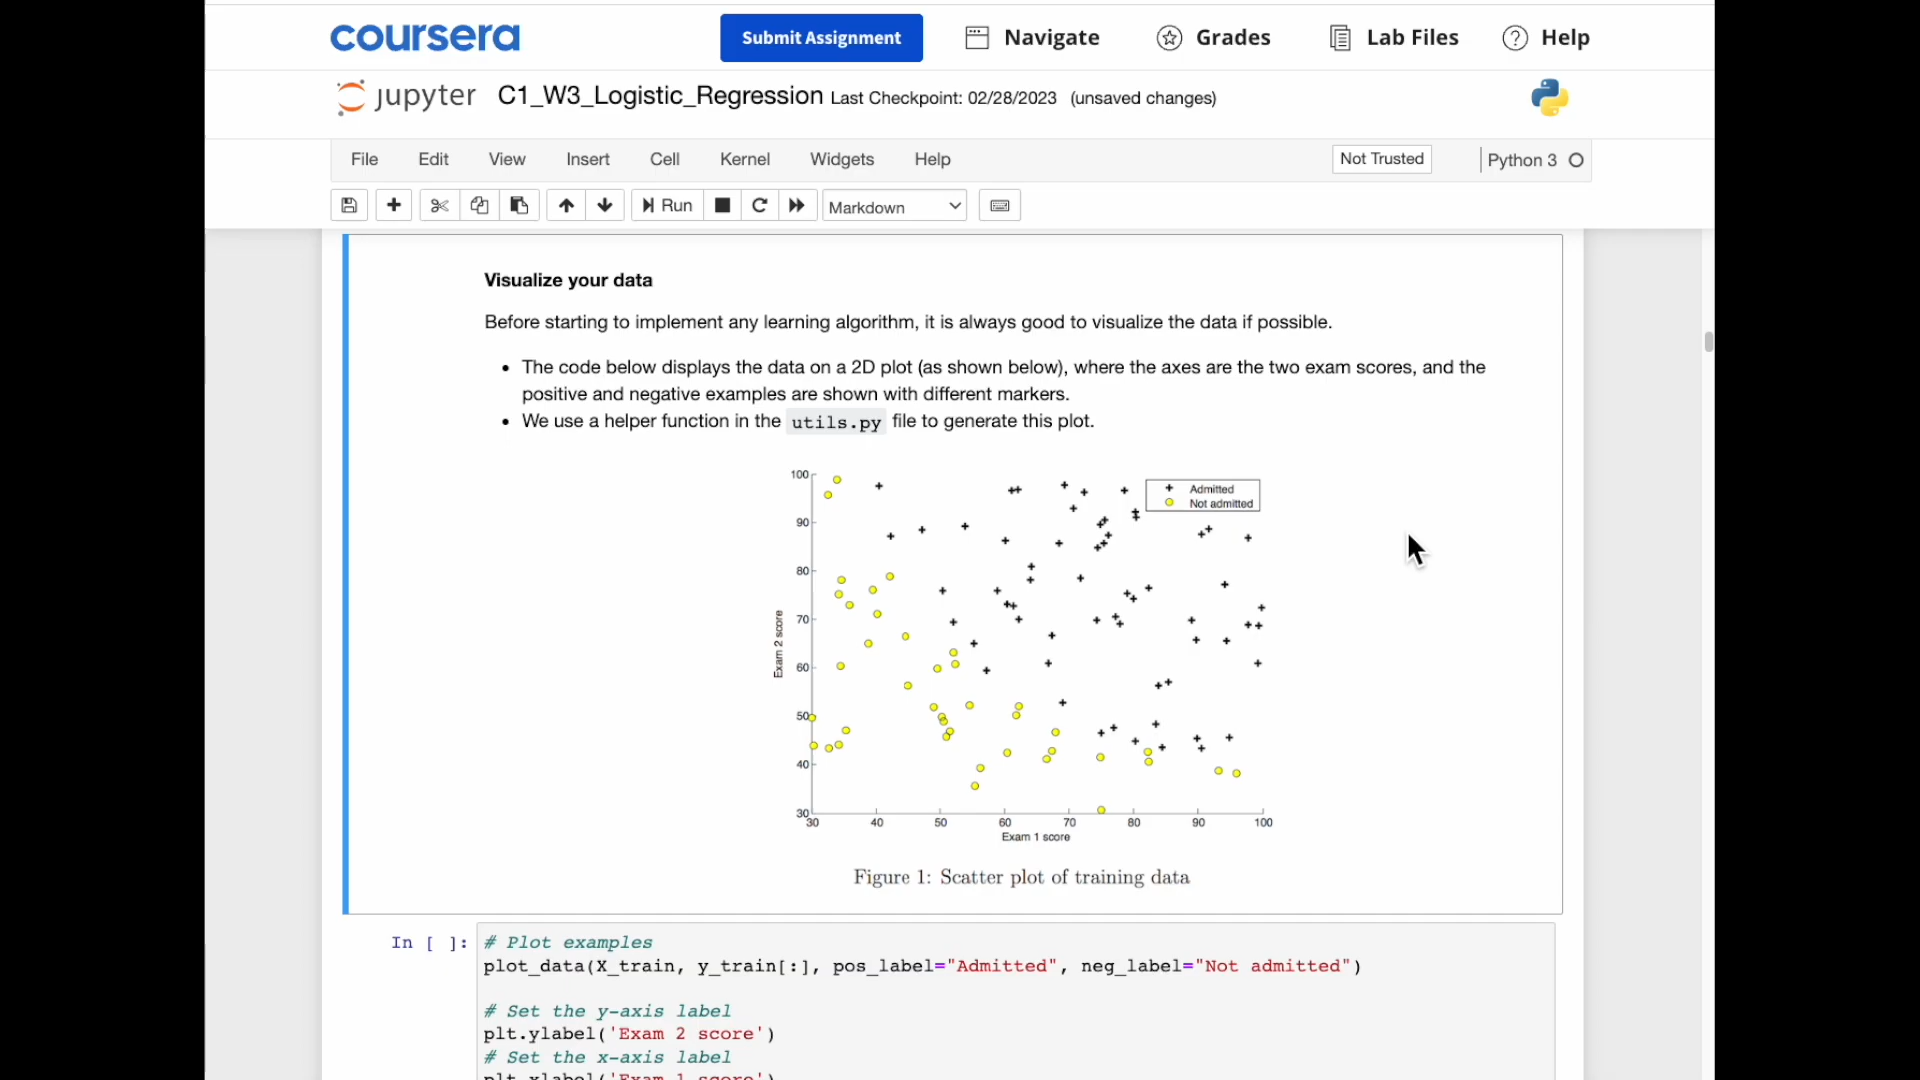 coursera
Submit Assignment
Navigate
Grades
Lab Files
Help
jupyter
C1_W3_Logistic_Regression Last Checkpoint: 02/28/2023 (unsaved changes)
File Edit View Insert Cell Kernel Widgets Help
Not Trusted
Python 3
Run
Markdown
Visualize your data
Before starting to implement any learning algorithm, it is always good to visualize the data if possible.
• The code below displays the data on a 2D plot (as shown below), where the axes are the two exam scores, and the
positive and negative examples are shown with different markers.
• We use a helper function in the utils.py file to generate this plot.
100
90
80
70
60
50
40
30
Exam 2 score
Admitted
Not admitted
30 40 50 60 70 80 90 100
Exam 1 score
Figure 1: Scatter plot of training data
In [ ]:
# Plot examples
plot_data(X_train, y_train[:], pos_label="Admitted", neg_label="Not admitted")
# Set the y-axis label
plt.ylabel('Exam 2 score')
# Set the x-axis label
plt.xlabel('Exam 1 score')